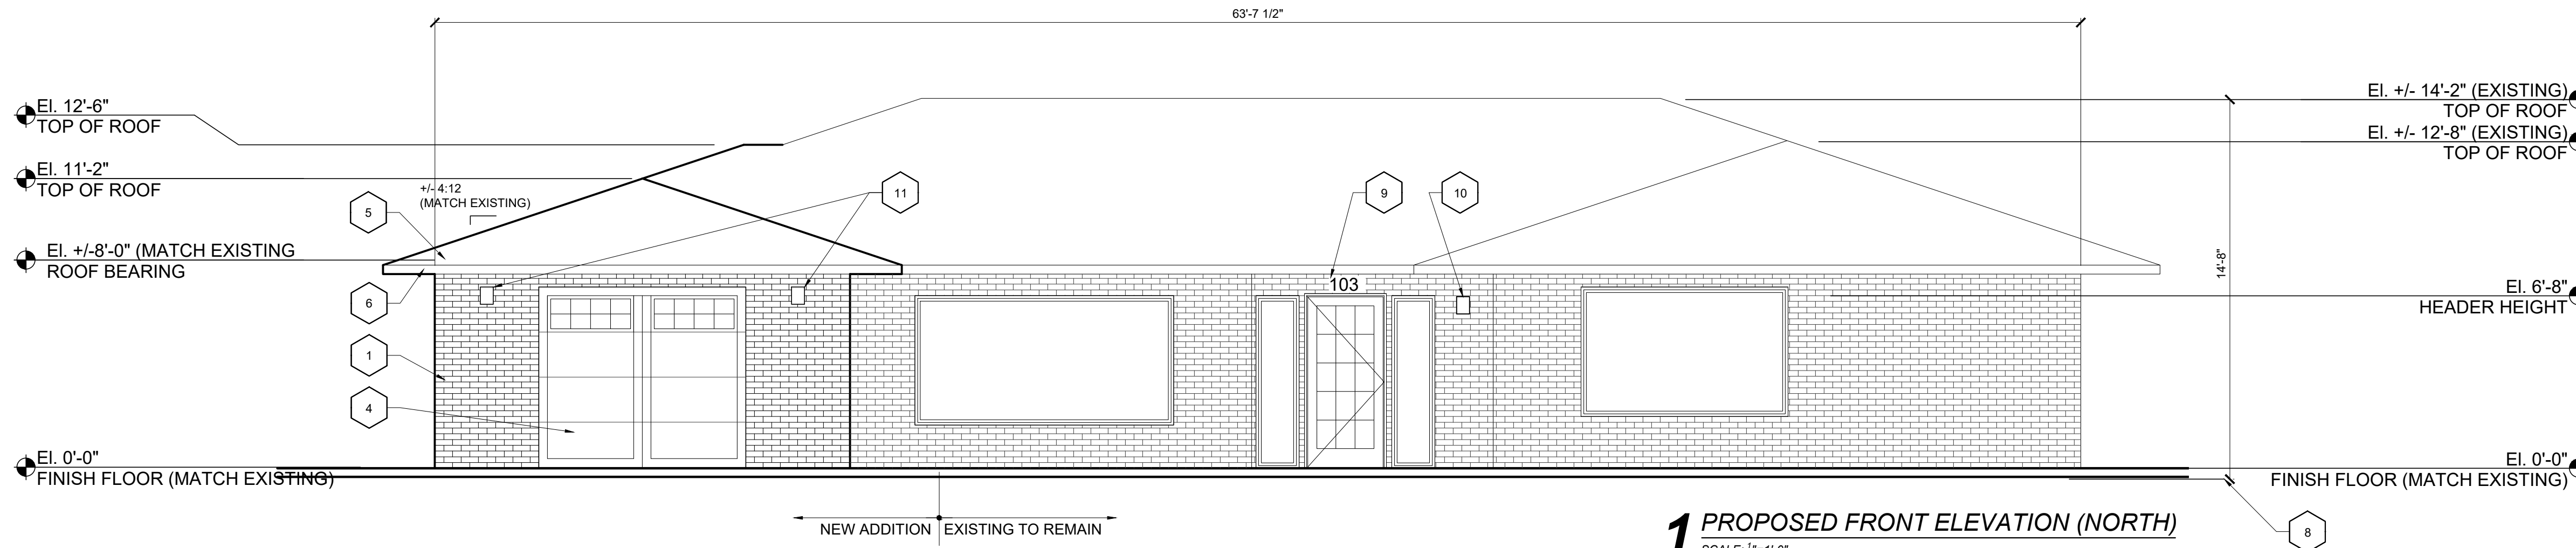 63'-7 1/2"
El. 12'-6"
TOP OF ROOF
El. 11'-2"
TOP OF ROOF
+/- 4:12
(MATCH EXISTING)
El. +/-8'-0" (MATCH EXISTING
ROOF BEARING
El. 0'-0"
FINISH FLOOR (MATCH EXISTING)
5
6
1
4
11
9
10
103
El. +/- 14'-2" (EXISTING)
TOP OF ROOF
El. +/- 12'-8" (EXISTING)
TOP OF ROOF
14'-8"
El. 6'-8"
HEADER HEIGHT
El. 0'-0"
FINISH FLOOR (MATCH EXISTING)
8
NEW ADDITION
EXISTING TO REMAIN
1 PROPOSED FRONT ELEVATION (NORTH)